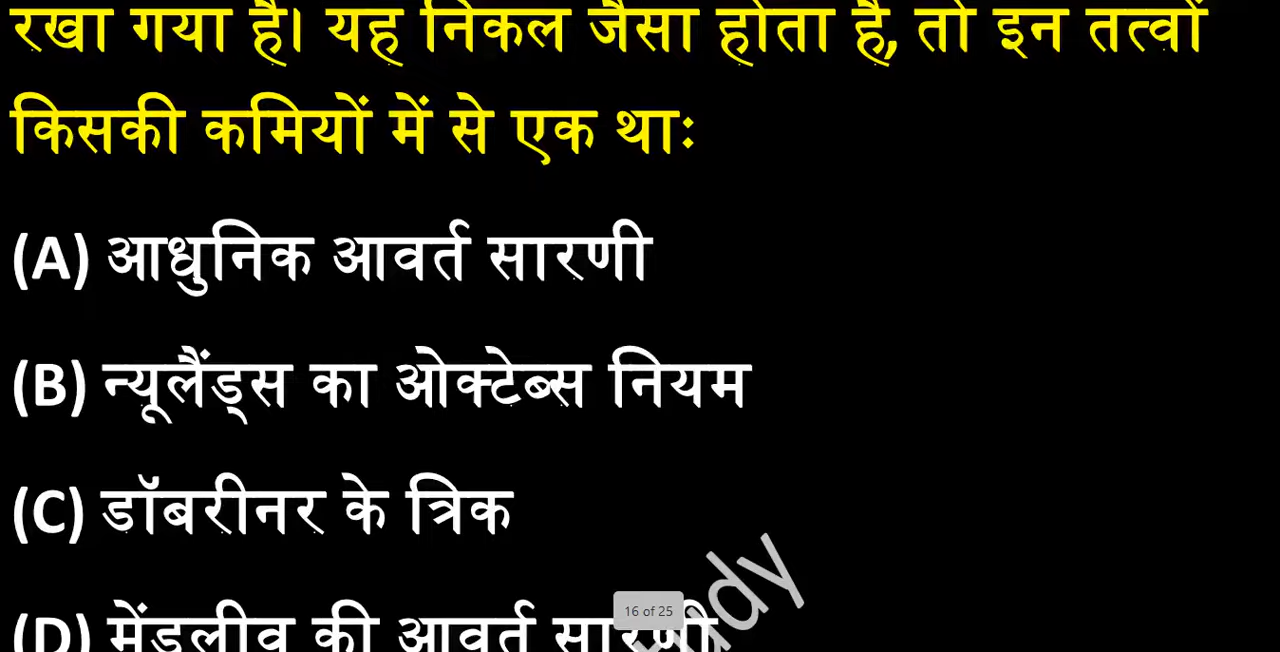 रखा गया है। यह निकल जैसा होता है, तो इन तत्वों
किसकी कमियों में से एक थाः
(A) आधुनिक आवर्त सारणी
(B) न्यूलैंड्स का ओक्टेब्स नियम
(C) डॉबरीनर के त्रिक
(D) मेंडलीव की आवर्त सारणी
16 of 25